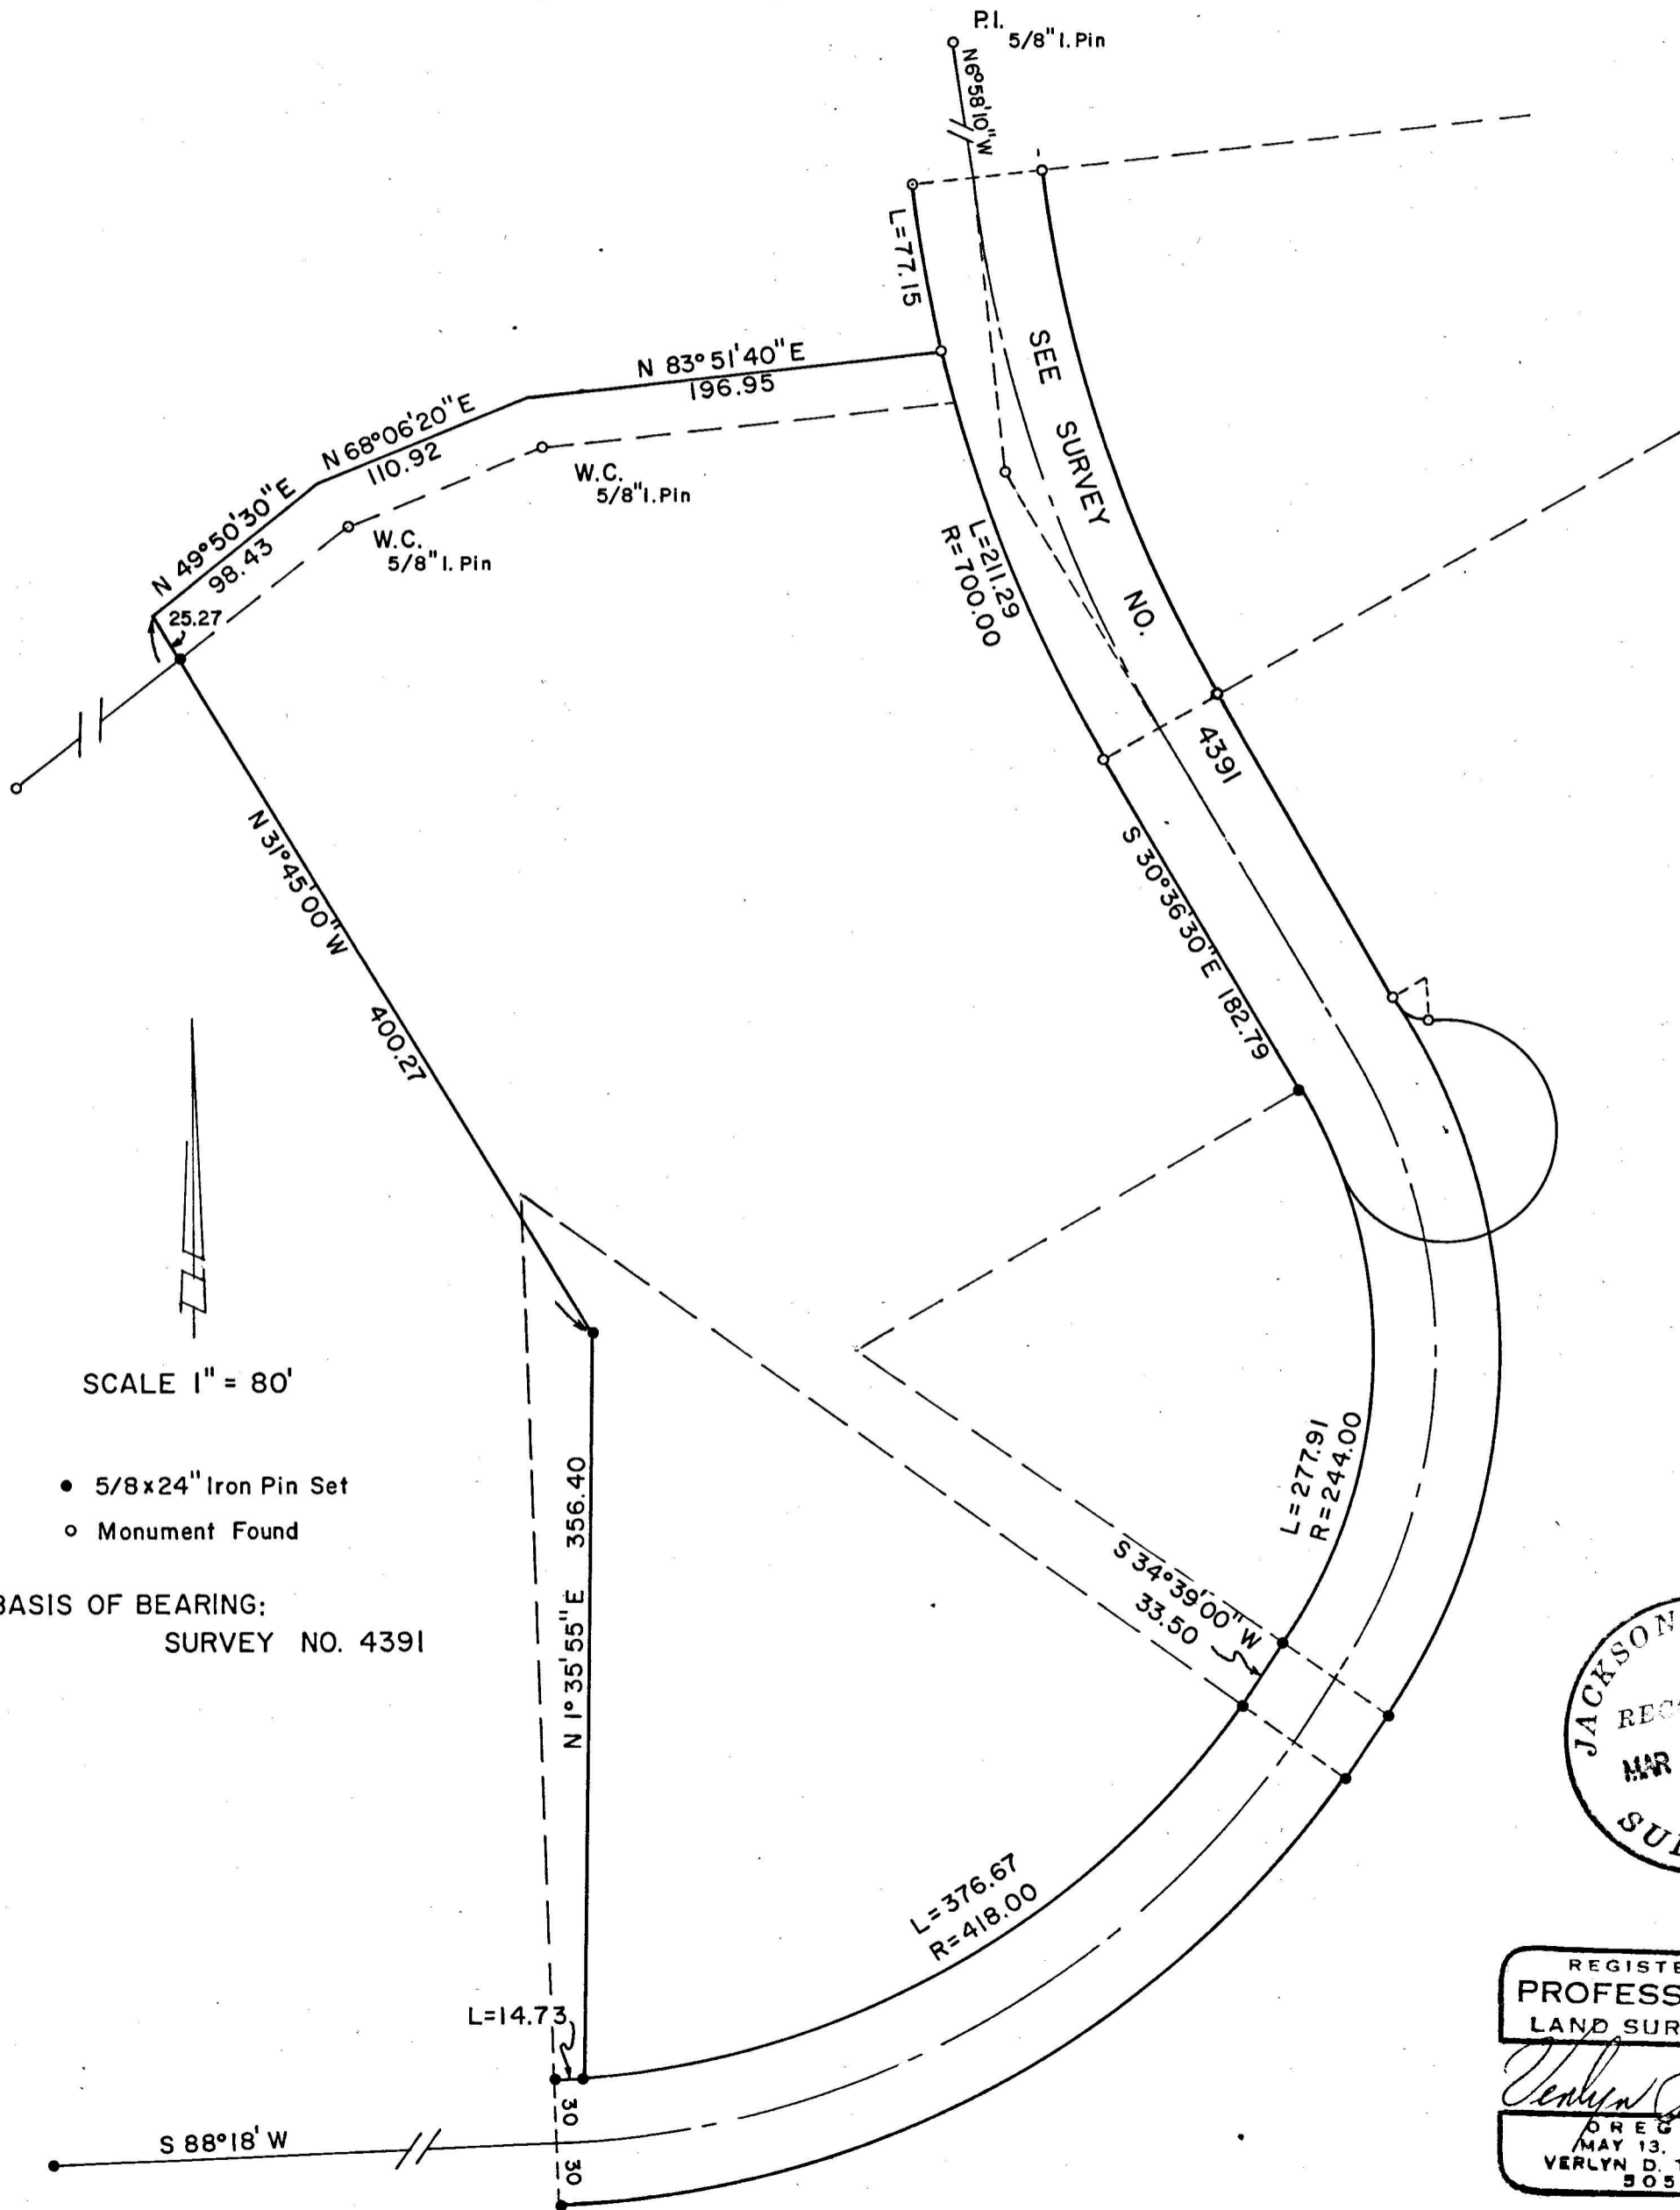 P.I.
5/8" I. Pin
N6°58'10"W
L=77.15
N 83°51'40"E
196.95
N 68°06'20"E
110.92
N 49°50'30"E
98.43
25.27
W.C.
5/8" I. Pin
W.C.
5/8" I. Pin
SEE SURVEY NO. 4391
L=211.29
R=700.00
S 30°36'30"E 182.79
N 31°45'00"W
400.27
SCALE 1" = 80'
● 5/8x24" Iron Pin Set
○ Monument Found
BASIS OF BEARING:
SURVEY NO. 4391
N 1°35'55" E 356.40
L=277.91
R=244.00
S 34°39'00" W
33.50
L=376.67
R=418.00
L=14.73
30
30
S 88°18' W
JACKSON
MAR
REGISTE
PROFESS
LAND SUR
Verlyn
OREG
MAY 13,
VERLYN D. T
505